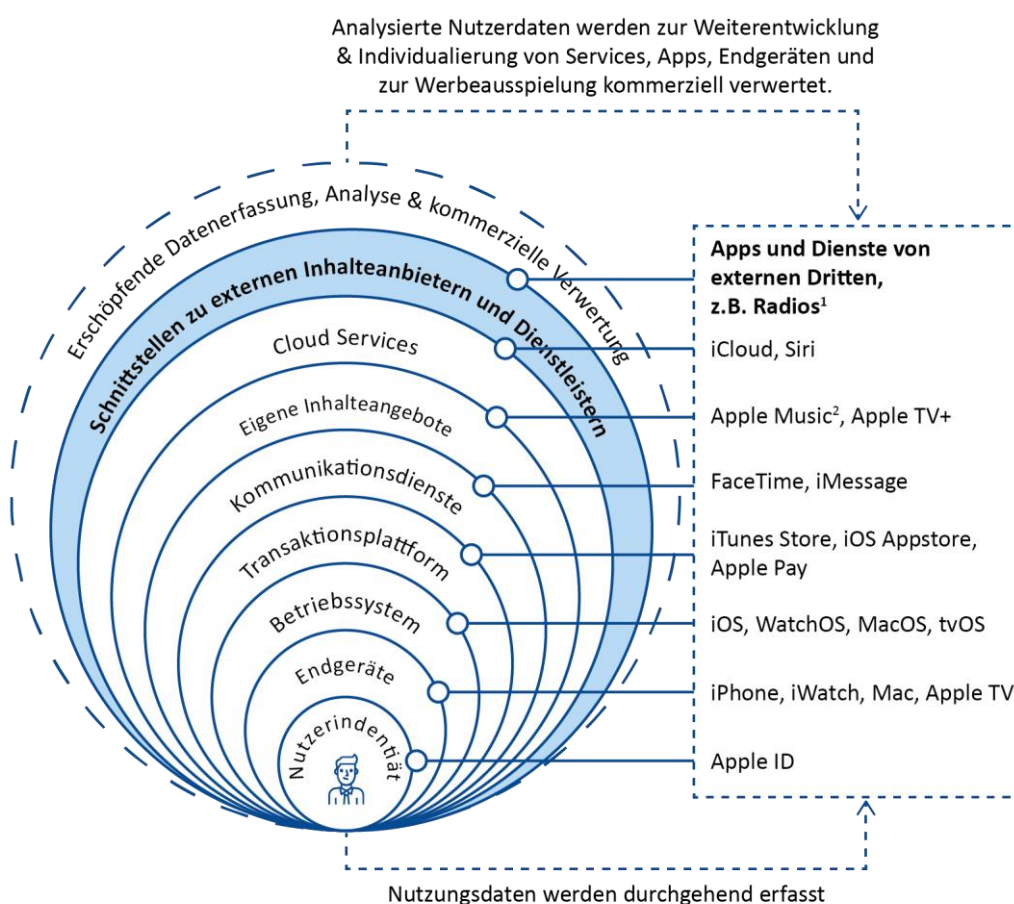 Analysierte Nutzerdaten werden zur Weiterentwicklung
& Individualierung von Services, Apps, Endgeräten und
zur Werbeausspielung kommerziell verwertet.
Erschöpfende Datenerfassung, Analyse & kommerzielle Verwertung
Schnittstellen zu externen Inhalteanbietern und Dienstleistern
Apps und Dienste von
externen Dritten,
z.B. Radios¹
Cloud Services
iCloud, Siri
Eigene Inhalteangebote
Apple Music², Apple TV+
Kommunikationsdienste
FaceTime, iMessage
Transaktionsplattform
iTunes Store, iOS Appstore,
Apple Pay
Betriebssystem
iOS, WatchOS, MacOS, tvOS
Endgeräte
iPhone, iWatch, Mac, Apple TV
Nutzerindentiät
Apple ID
Nutzungsdaten werden durchgehend erfasst